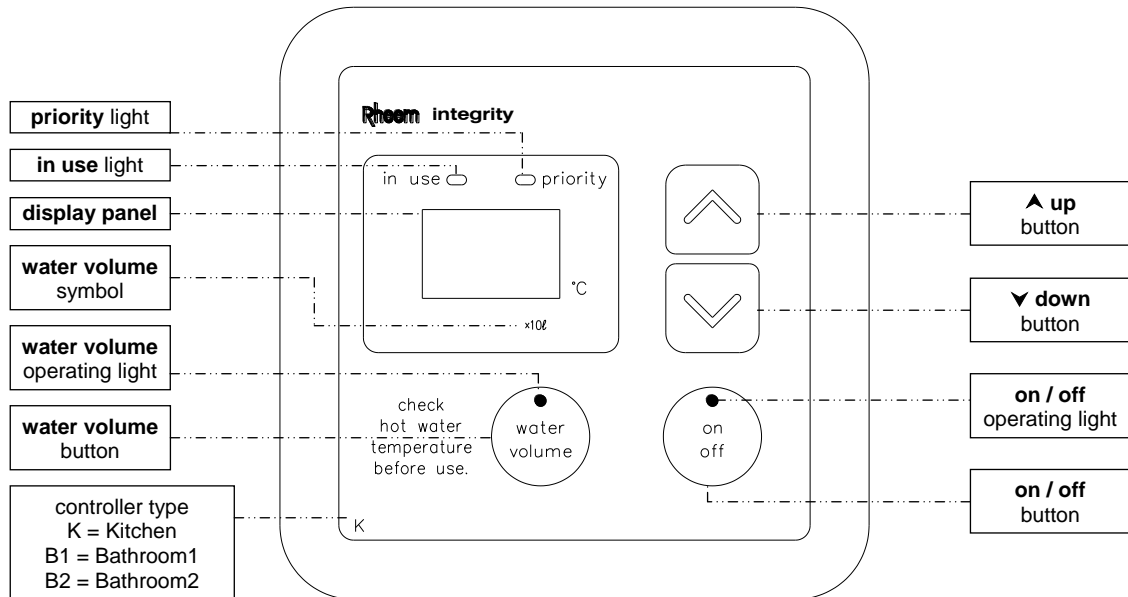 priority light
in use light
display panel
water volume
symbol
water volume
operating light
water volume
button
controller type
K = Kitchen
B1 = Bathroom1
B2 = Bathroom2
Rheem integrity
in use priority
°C
x10ℓ
check
hot water
temperature
before use.
water
volume
on
off
K
⮝ up
button
⮟ down
button
on / off
operating light
on / off
button